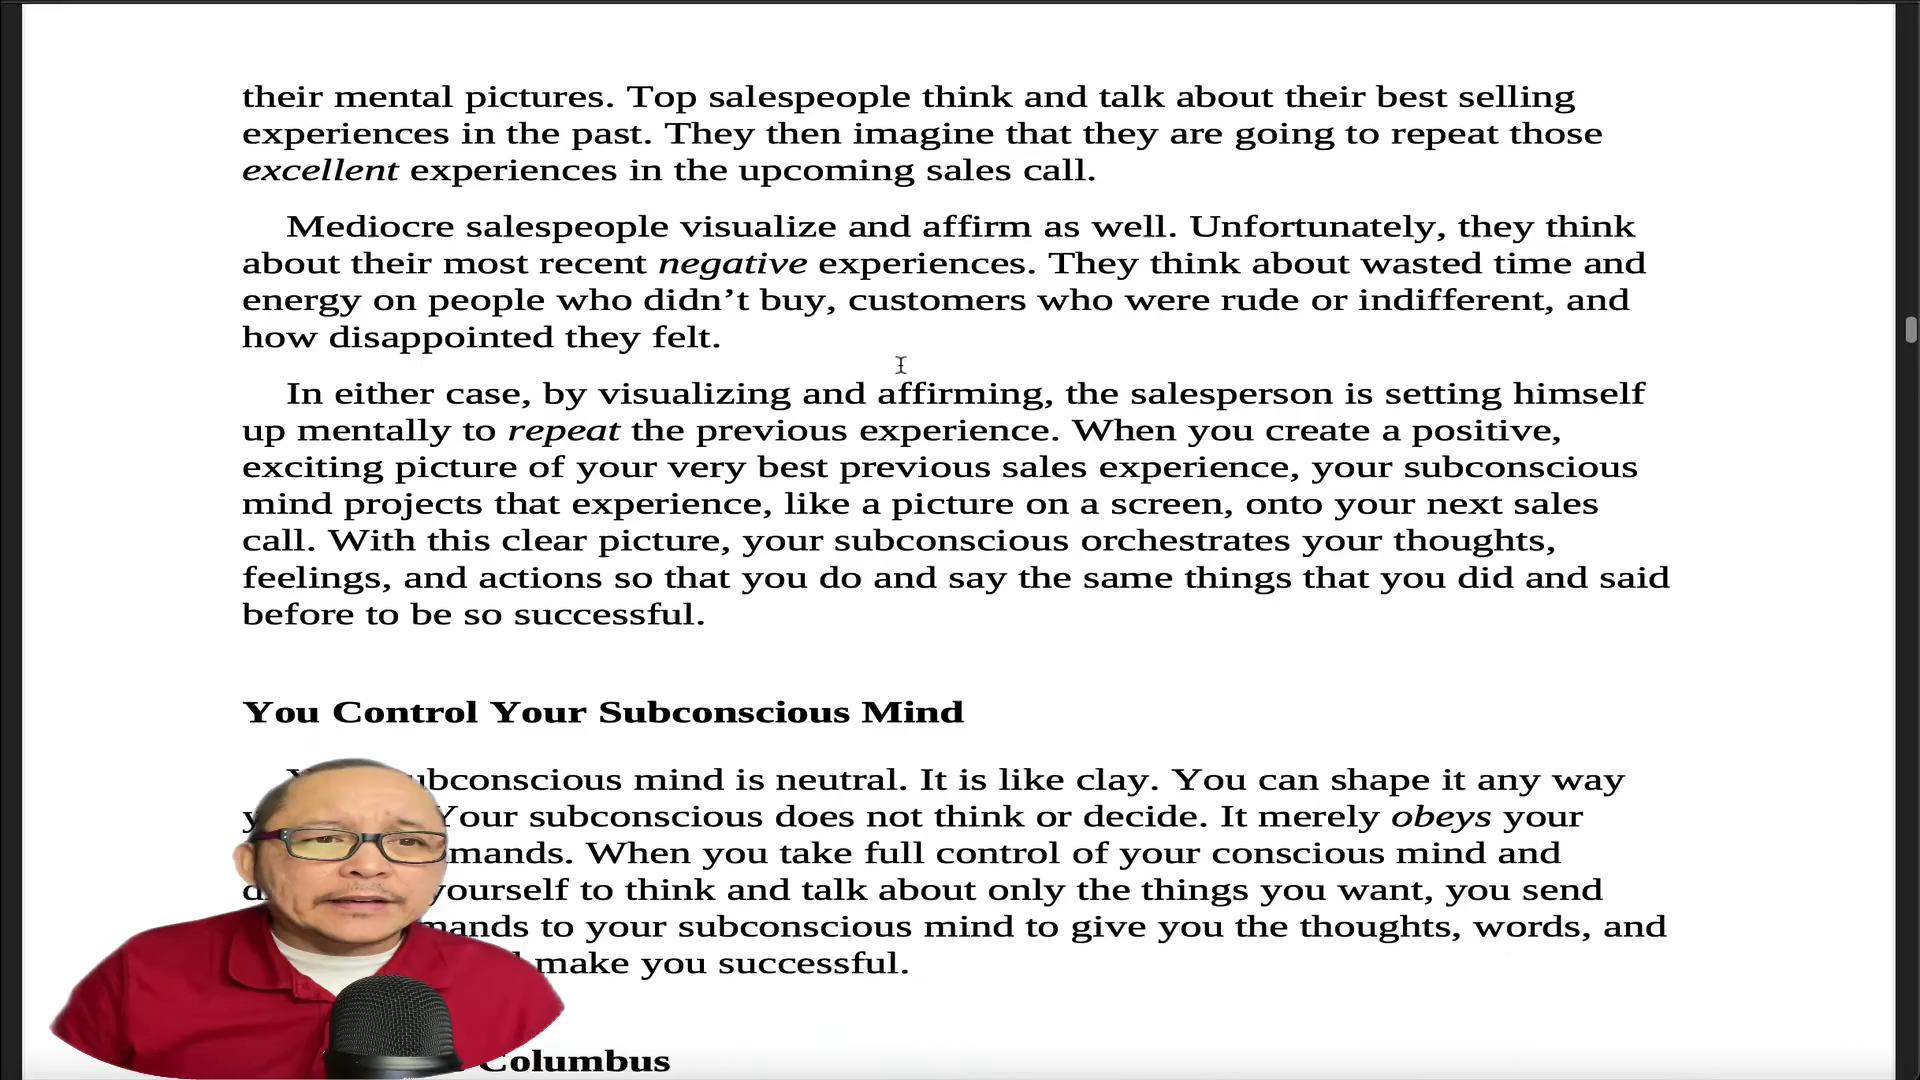 their mental pictures. Top salespeople think and talk about their best selling
experiences in the past. They then imagine that they are going to repeat those
excellent experiences in the upcoming sales call.
Mediocre salespeople visualize and affirm as well. Unfortunately, they think
about their most recent negative experiences. They think about wasted time and
energy on people who didn’t buy, customers who were rude or indifferent, and
how disappointed they felt.
In either case, by visualizing and affirming, the salesperson is setting himself
up mentally to repeat the previous experience. When you create a positive,
exciting picture of your very best previous sales experience, your subconscious
mind projects that experience, like a picture on a screen, onto your next sales
call. With this clear picture, your subconscious orchestrates your thoughts,
feelings, and actions so that you do and say the same things that you did and said
before to be so successful.
You Control Your Subconscious Mind
subconscious mind is neutral. It is like clay. You can shape it any way
Your subconscious does not think or decide. It merely obeys your
mands. When you take full control of your conscious mind and
yourself to think and talk about only the things you want, you send
mands to your subconscious mind to give you the thoughts, words, and
make you successful.
Columbus